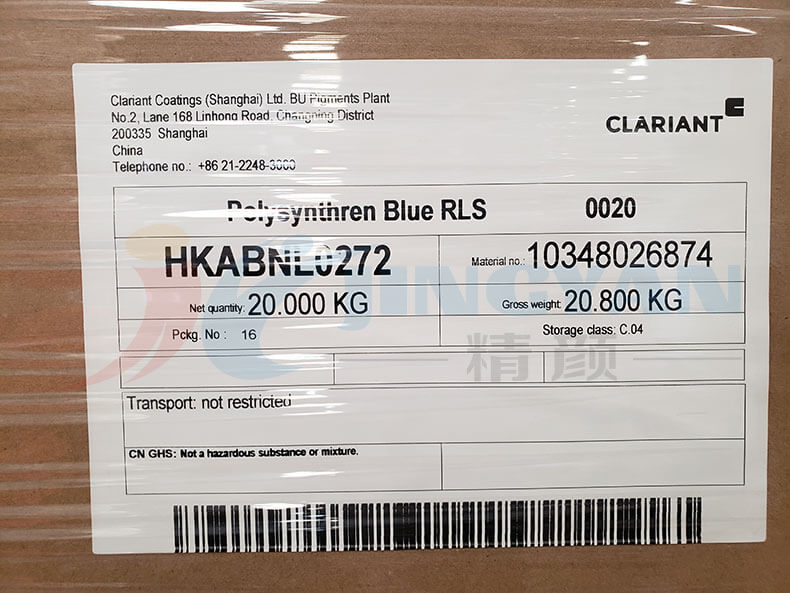 Clariant Coatings (Shanghai) Ltd. BU Pigments Plant
No.2, Lane 168 Linhong Road, Changning District
200335 Shanghai
China
Telephone no.: +86 21-2248-3000
CLARIANT
Polysynthren Blue RLS 0020
HKABNL0272
Material no.: 10348026874
Net quantity: 20.000 KG
Gross weight: 20.800 KG
Pckg. No : 16
Storage class: C.04
JINGYAN
精颜
Transport: not restricted
CN GHS: Not a hazardous substance or mixture.